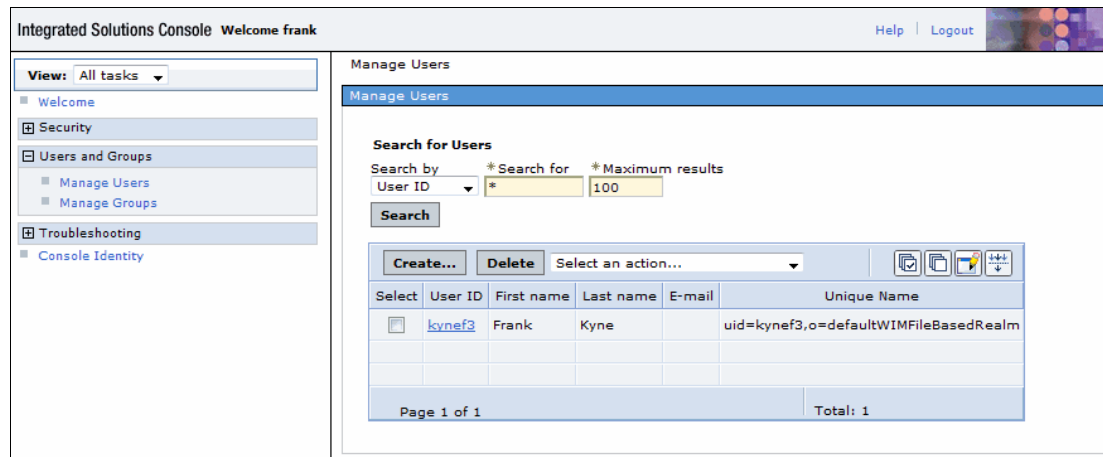 Integrated Solutions Console Welcome frank
Help Logout
View: All tasks
Welcome
Security
Users and Groups
Manage Users
Manage Groups
Troubleshooting
Console Identity
Manage Users
Manage Users
Search for Users
Search by *Search for *Maximum results
User ID * 100
Search
Create... Delete Select an action...
Select User ID First name Last name E-mail Unique Name
kynef3 Frank Kyne uid=kynef3,o=defaultWIMFileBasedRealm
Page 1 of 1 Total: 1